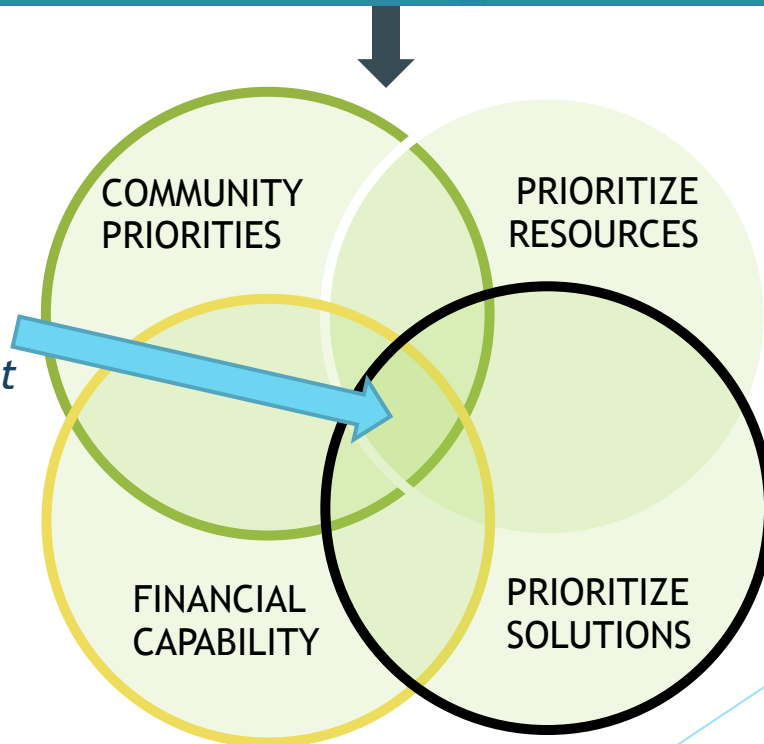 COMMUNITY
PRIORITIES
PRIORITIZE
RESOURCES
FINANCIAL
CAPABILITY
PRIORITIZE
SOLUTIONS